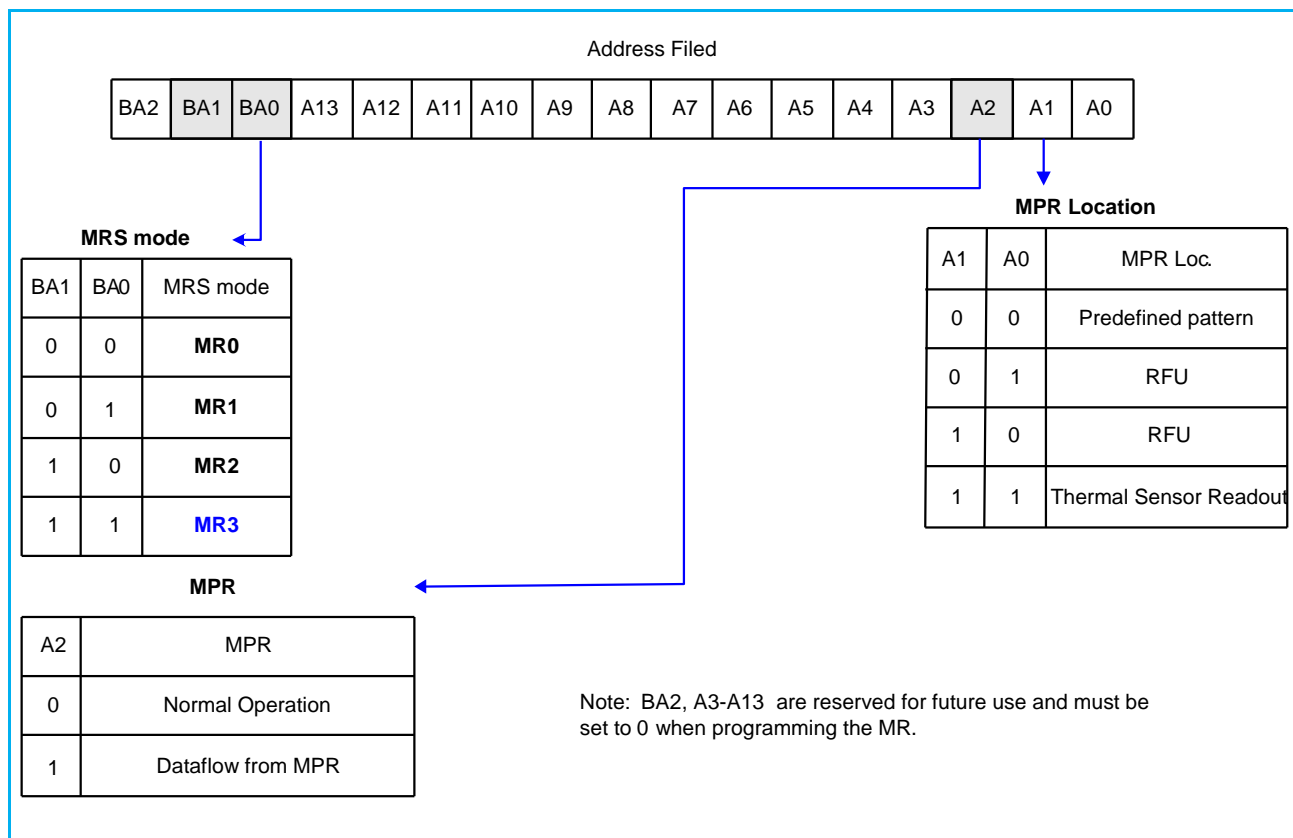 Address Filed
BA2 BA1 BA0 A13 A12 A11 A10 A9 A8 A7 A6 A5 A4 A3 A2 A1 A0
MRS mode
BA1 BA0 MRS mode
0 0 MR0
0 1 MR1
1 0 MR2
1 1 MR3
MPR Location
A1 A0 MPR Loc.
0 0 Predefined pattern
0 1 RFU
1 0 RFU
1 1 Thermal Sensor Readout
MPR
A2 MPR
0 Normal Operation
1 Dataflow from MPR
Note: BA2, A3-A13 are reserved for future use and must be
set to 0 when programming the MR.